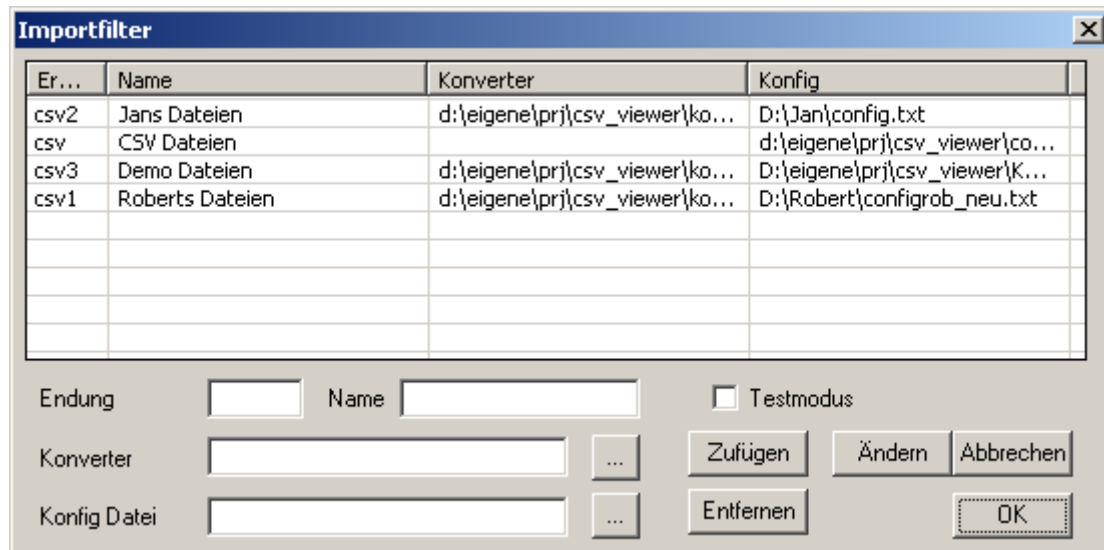 Importfilter
Er... Name Konverter Konfig
csv2 Jans Dateien d:\eigene\prj\csv_viewer\ko... D:\Jan\config.txt
csv CSV Dateien d:\eigene\prj\csv_viewer\co...
csv3 Demo Dateien d:\eigene\prj\csv_viewer\ko... D:\eigene\prj\csv_viewer\K...
csv1 Roberts Dateien d:\eigene\prj\csv_viewer\ko... D:\Robert\configrob_neu.txt
Endung Name Testmodus
Konverter ... Zufügen Ändern Abbrechen
Konfig Datei ... Entfernen OK